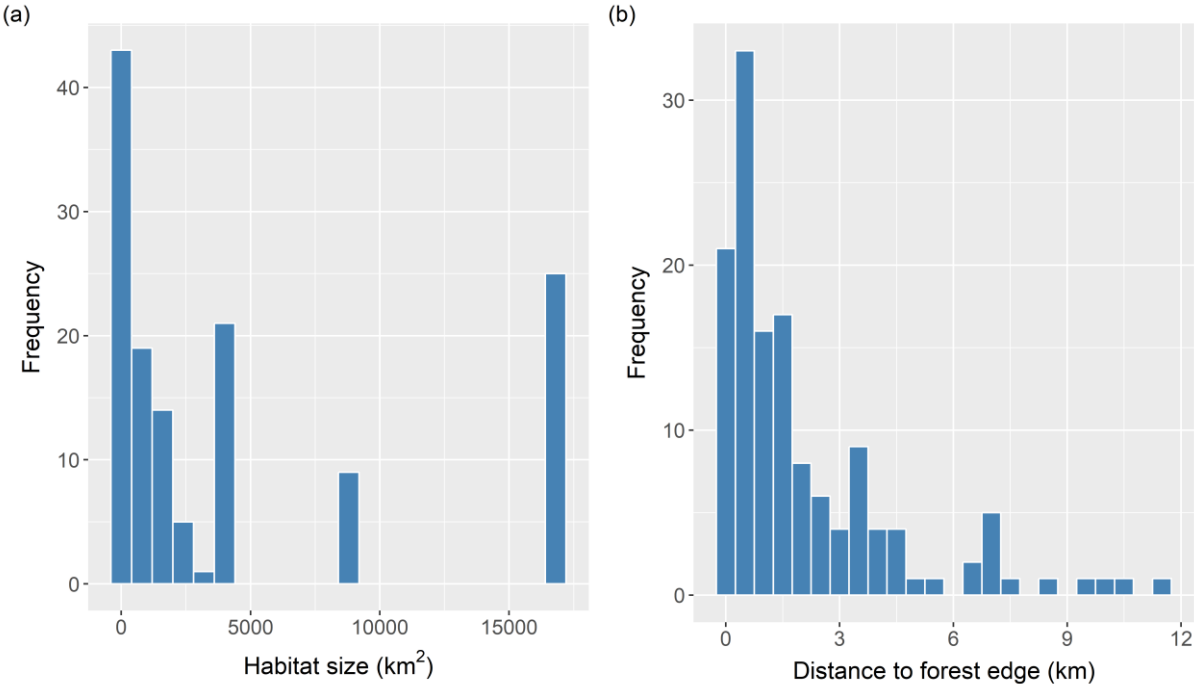 (a)
Frequency
40
30
20
10
0
0 5000 10000 15000
Habitat size (km²)
(b)
Frequency
30
20
10
0
0 3 6 9 12
Distance to forest edge (km)